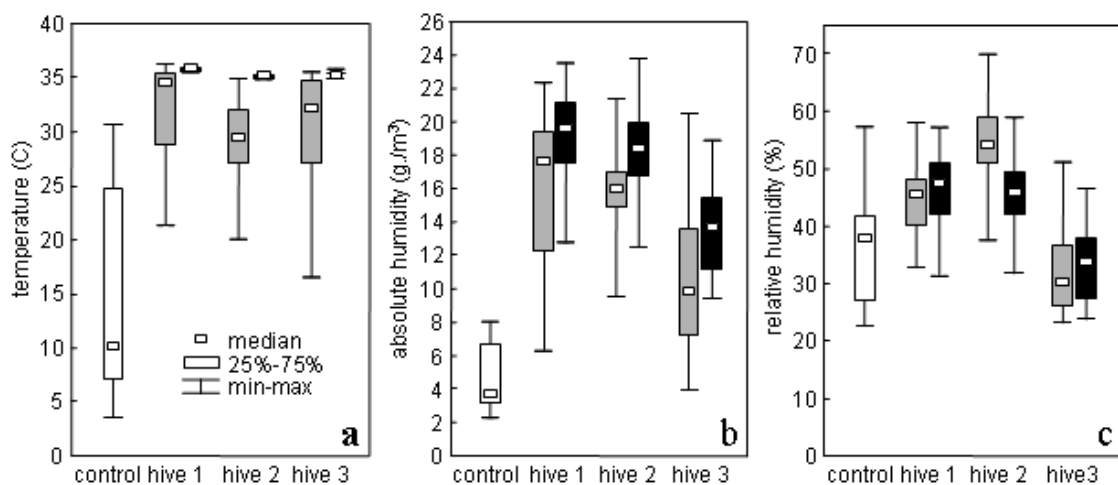 temperature (C)
40
35
30
25
20
15
10
5
0
median
25%-75%
min-max
a
control hive 1 hive 2 hive 3
absolute humidity (g./m³)
26
24
22
20
18
16
14
12
10
8
6
4
2
0
b
control hive 1 hive 2 hive 3
relative humidity (%)
70
60
50
40
30
20
10
0
c
control hive 1 hive 2 hive3